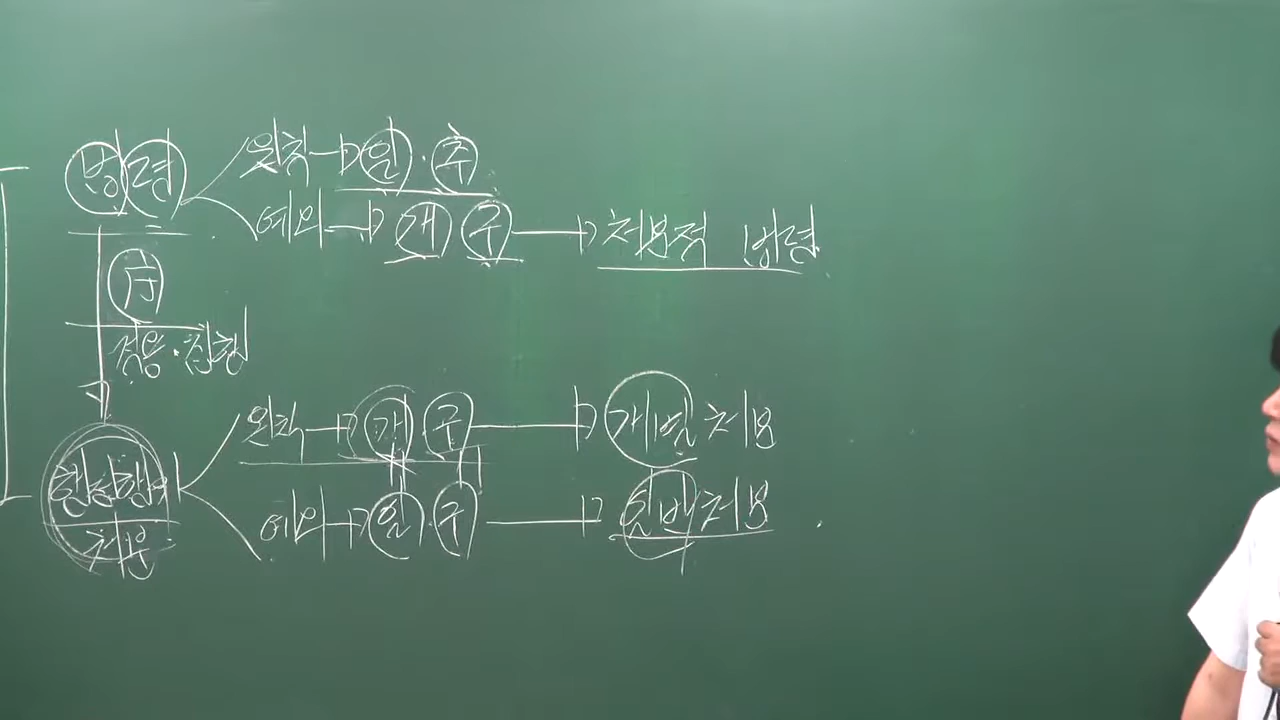 법령 원칙 → 일·추
예외 → 개 구 → 처분적 법령
집행
원칙 → 개 구 → 개별처분
행정행위 예외 → 일·구 → 일반처분
처분